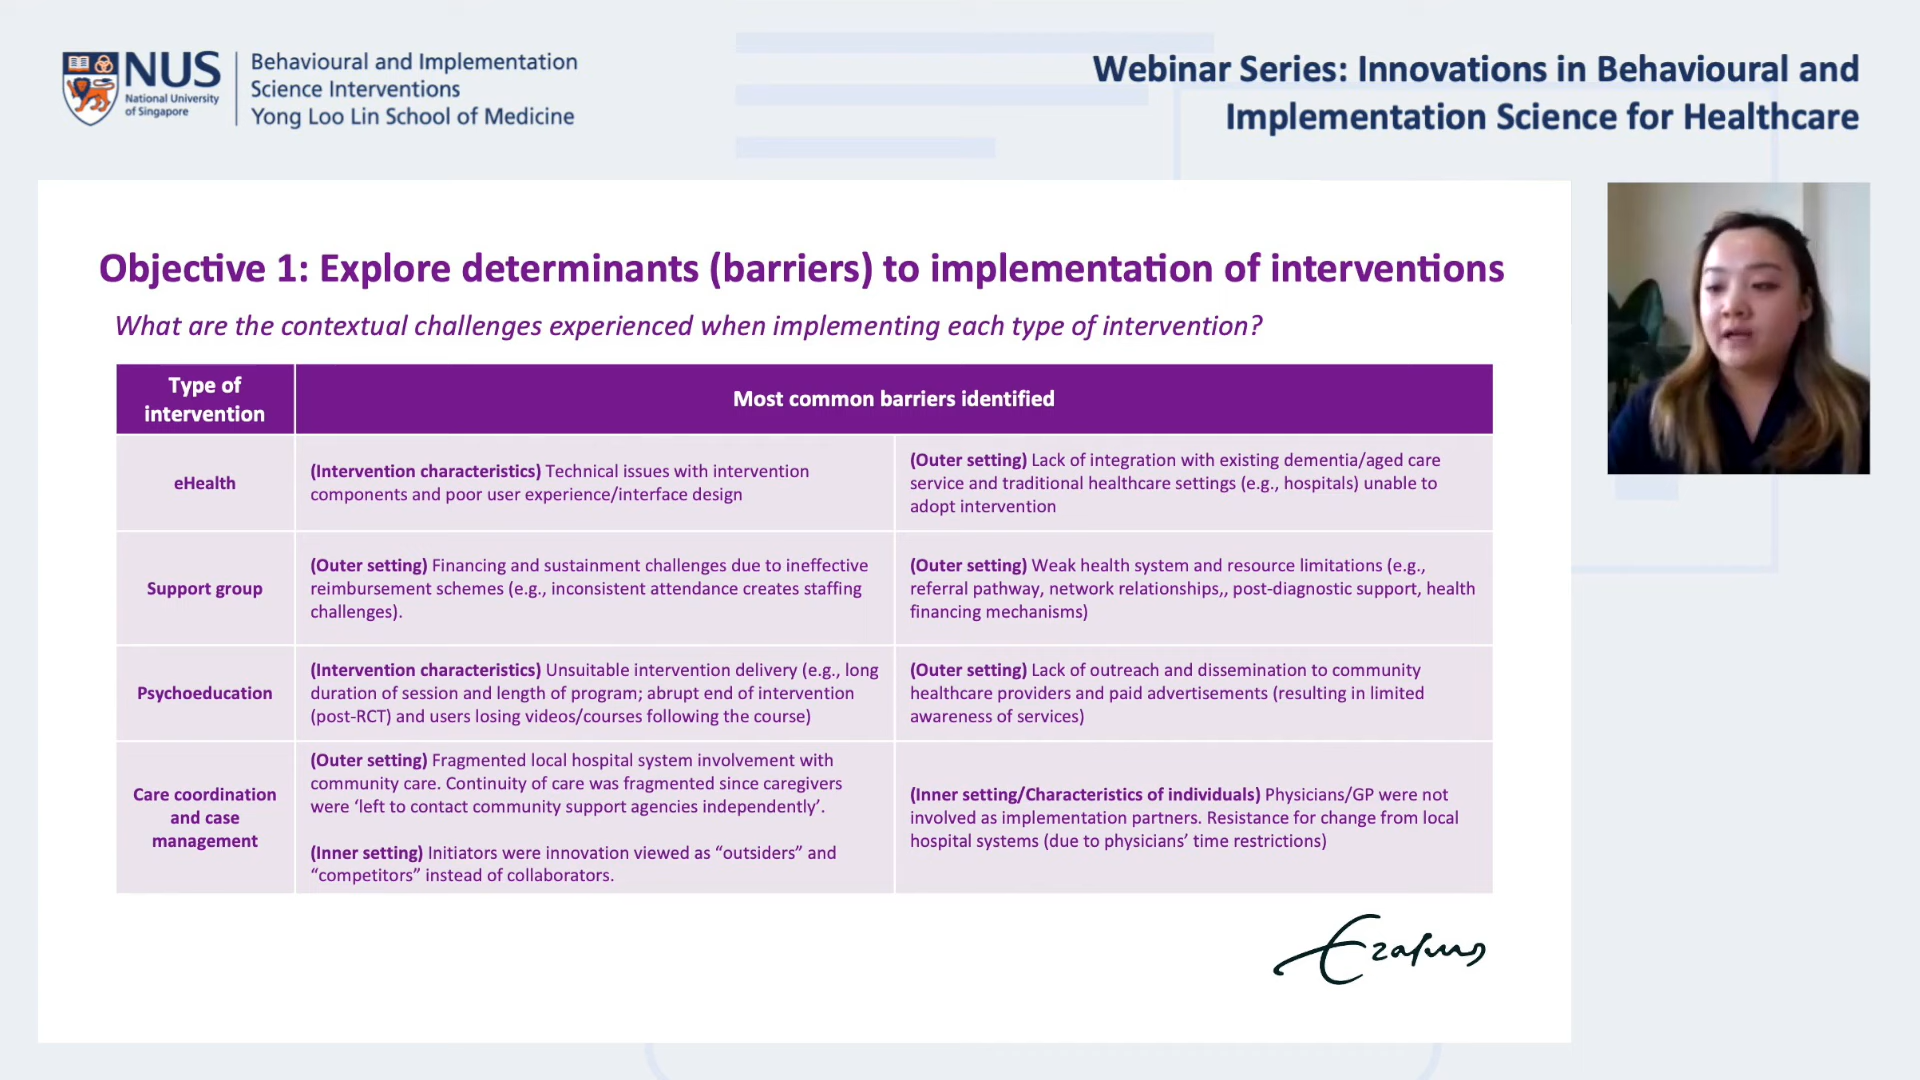 NUS
National University
of Singapore
Behavioural and Implementation
Science Interventions
Yong Loo Lin School of Medicine
Webinar Series: Innovations in Behavioural and
Implementation Science for Healthcare
Objective 1: Explore determinants (barriers) to implementation of interventions
What are the contextual challenges experienced when implementing each type of intervention?
Type of
intervention
Most common barriers identified
eHealth
(Intervention characteristics) Technical issues with intervention
components and poor user experience/interface design
(Outer setting) Lack of integration with existing dementia/aged care
service and traditional healthcare settings (e.g., hospitals) unable to
adopt intervention
Support group
(Outer setting) Financing and sustainment challenges due to ineffective
reimbursement schemes (e.g., inconsistent attendance creates staffing
challenges).
(Outer setting) Weak health system and resource limitations (e.g.,
referral pathway, network relationships,, post-diagnostic support, health
financing mechanisms)
Psychoeducation
(Intervention characteristics) Unsuitable intervention delivery (e.g., long
duration of session and length of program; abrupt end of intervention
(post-RCT) and users losing videos/courses following the course)
(Outer setting) Lack of outreach and dissemination to community
healthcare providers and paid advertisements (resulting in limited
awareness of services)
Care coordination
and case
management
(Outer setting) Fragmented local hospital system involvement with
community care. Continuity of care was fragmented since caregivers
were ‘left to contact community support agencies independently’.
(Inner setting) Initiators were innovation viewed as “outsiders” and
“competitors” instead of collaborators.
(Inner setting/Characteristics of individuals) Physicians/GP were not
involved as implementation partners. Resistance for change from local
hospital systems (due to physicians’ time restrictions)
Erasmus